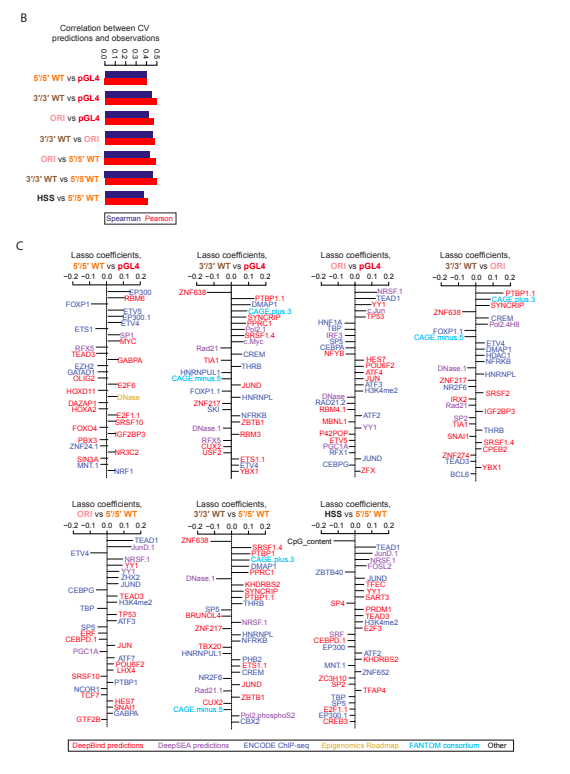 B
Correlation between CV
predictions and observations
0.0 0.1 0.2 0.3 0.4 0.5
5'/5' WT vs pGL4
3'/3' WT vs pGL4
ORI vs pGL4
3'/3' WT vs ORI
ORI vs 5'/5' WT
3'/3' WT vs 5'/5'WT
HSS vs 5'/5' WT
Spearman Pearson
C
Lasso coefficients,
5'/5' WT vs pGL4
−0.2 −0.1 0.0 0.1 0.2
EP300
RBM6
FOXP1
ETV5
EP300.1
ETV4
ETS1
SP1
MYC
RFX5
TEAD3
GABPA
EZH2
GATAD1
OLIG2
E2F6
HOXD11
DNase
DAZAP1
HOXA2
E2F1.1
SRSF10
FOXO4
IGF2BP3
PBX3
ZNF24.1
NR3C2
SIN3A
MNT.1
NRF1
Lasso coefficients,
3'/3' WT vs pGL4
−0.2 −0.1 0.0 0.1 0.2
ZNF638
PTBP1.1
DMAP1
CAGE.plus.3
SYNCRIP
PPRC1
Pol2.1
SRSF1.4
c.Myc
Rad21
CREM
TIA1
THRB
HNRNPUL1
CAGE.minus.5
JUND
FOXP1.1
HNRNPL
ZNF217
SKI
NFRKB
ZBTB1
DNase.1
RBM3
RFX5
CUX2
USF2
ETS1.1
ETV4
YBX1
Lasso coefficients,
ORI vs pGL4
−0.2 −0.1 0.0 0.1 0.2
NRSF.1
TEAD1
YY1
c.Jun
TP53
HNF1A
TBP
IRF3
SP5
CEBPA
NFYB
HES7
POU6F2
ATF4
JUN
ATF3
H3K4me2
DNase
RAD21.2
RBM4.1
ATF2
MBNL1
YY1
P42POP
ETV5
PGC1A
RFX1
JUND
CEBPG
ZFX
Lasso coefficients,
3'/3' WT vs ORI
−0.2 −0.1 0.0 0.1 0.2
PTBP1.1
CAGE.plus.3
SYNCRIP
ZNF638
CREM
Pol2.4H8
FOXP1.1
CAGE.minus.5
ETV4
DMAP1
HDAC1
NFRKB
DNase.1
HNRNPL
ZNF217
NR2F6
SRSF2
IRX2
Rad21
IGF2BP3
SP2
TIA1
THRB
SNAI1
SRSF1.4
CPEB2
ZNF274
TEAD3
YBX1
BCL6
Lasso coefficients,
ORI vs 5'/5' WT
−0.2 −0.1 0.0 0.1 0.2
TEAD1
JunD.1
ETV4
NRSF.1
YY1
YY1
ZHX2
JUND
CEBPG
TEAD3
H3K4me2
TBP
TP53
ATF3
SP5
ERF
CEBPD.1
JUN
PGC1A
ATF7
POU6F2
LHX4
SRSF10
PTBP1
NCOR1
TCF7
HES7
SNAI1
GABPA
GTF2B
Lasso coefficients,
3'/3' WT vs 5'/5' WT
−0.2 −0.1 0.0 0.1 0.2
ZNF638
SRSF1.4
PTBP1
CAGE.plus.3
DMAP1
PPRC1
DNase.1
KHDRBS2
SYNCRIP
PTBP1.1
THRB
SP5
BRUNOL4
NRSF.1
ZNF217
HNRNPL
NFRKB
TBX20
HNRNPUL1
PHB2
ETS1.1
CREM
NR2F6
JUND
Rad21.1
ZBTB1
CUX2
CAGE.minus.5
Pol2.phosphoS2
CBX2
Lasso coefficients,
HSS vs 5'/5' WT
−0.2 −0.1 0.0 0.1 0.2
CpG_content
TEAD1
JunD.1
NRSF.1
FOSL2
ZBTB40
JUND
TFEC
YY1
SART3
SP4
PRDM1
TEAD3
H3K4me2
E2F3
SRF
CEBPD.1
EP300
ATF2
KHDRBS2
MNT.1
ZNF652
ZC3H10
SP2
TFAP4
TBP
SP5
E2F1.1
EP300.1
CREB3
DeepBind predictions DeepSEA predictions ENCODE ChIP-seq Epigenomics Roadmap FANTOM consortium Other